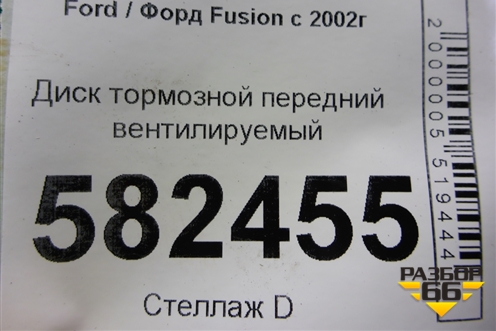 Ford / Форд Fusion с 2002г
Диск тормозной передний
вентилируемый
582455
Стеллаж D
2000005519444
РАЗБОР
66